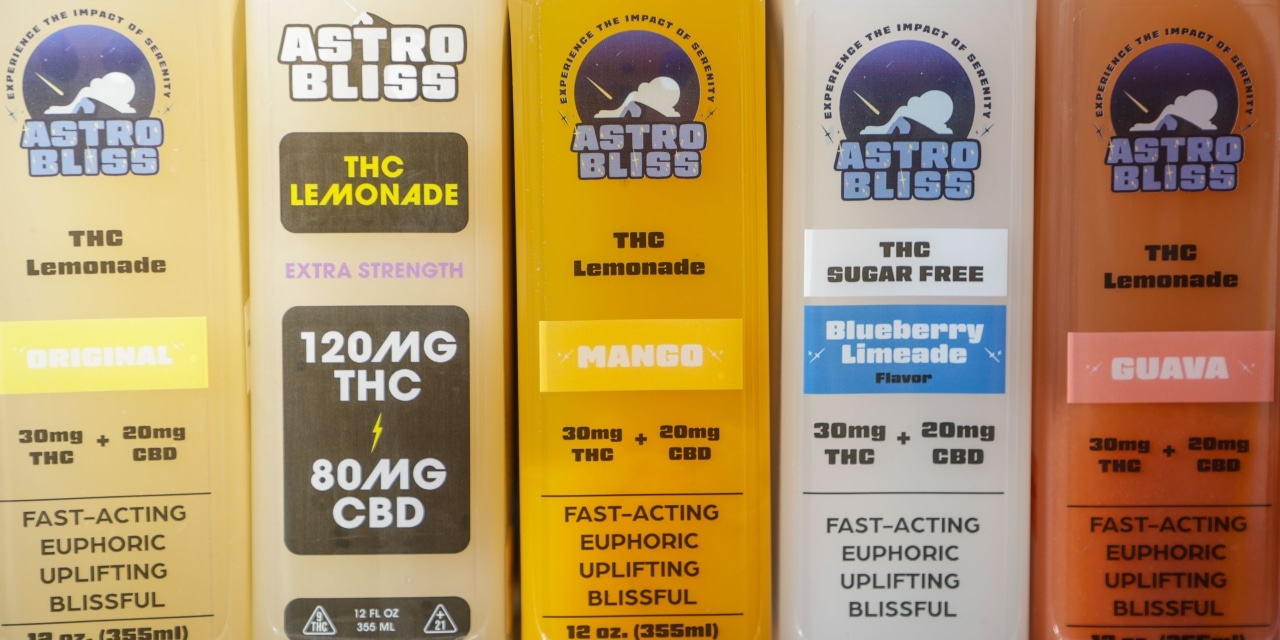 EXPERIENCE THE IMPACT OF SERENITY
ASTRO
BLISS
THC
Lemonade
ORIGINAL
30mg + 20mg
THC CBD
FAST-ACTING
EUPHORIC
UPLIFTING
BLISSFUL
12 oz. (355ml)
ASTRO
BLISS
THC
LEMONADE
EXTRA STRENGTH
120MG
THC
80MG
CBD
9
THC
12 FL OZ
355 ML
+
21
EXPERIENCE THE IMPACT OF SERENITY
ASTRO
BLISS
THC
Lemonade
MANGO
30mg + 20mg
THC CBD
FAST-ACTING
EUPHORIC
UPLIFTING
BLISSFUL
12 oz. (355ml)
EXPERIENCE THE IMPACT OF SERENITY
ASTRO
BLISS
THC
SUGAR FREE
Blueberry
Limeade
Flavor
30mg + 20mg
THC CBD
FAST-ACTING
EUPHORIC
UPLIFTING
BLISSFUL
EXPERIENCE THE IMPACT OF SERENITY
ASTRO
BLISS
THC
Lemonade
GUAVA
30mg + 20mg
THC CBD
FAST-ACTING
EUPHORIC
UPLIFTING
BLISSFUL